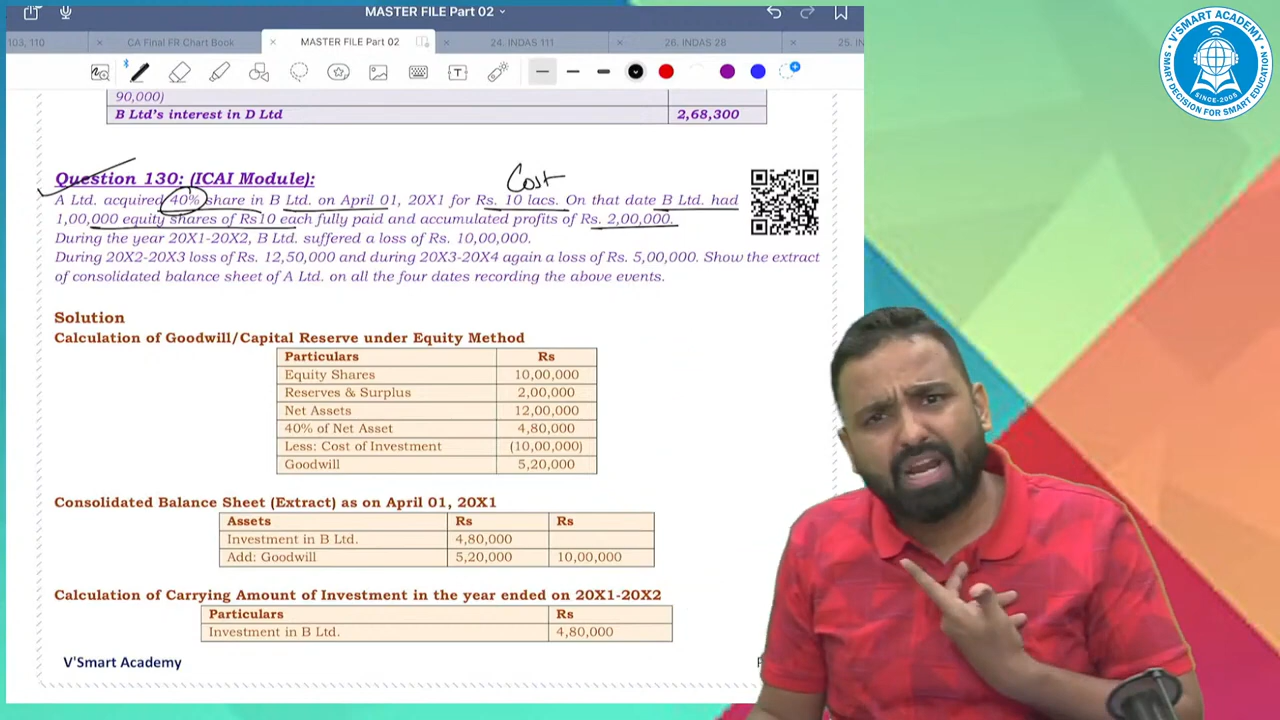 MASTER FILE Part 02
103, 110
CA Final FR Chart Book
MASTER FILE Part 02
24. INDAS 111
26. INDAS 28
25. IN
90,000)
B Ltd's interest in D Ltd 2,68,300
Question 130: (ICAI Module):
Cost
A Ltd. acquired 40% share in B Ltd. on April 01, 20X1 for Rs. 10 lacs. On that date B Ltd. had
1,00,000 equity shares of Rs10 each fully paid and accumulated profits of Rs. 2,00,000.
During the year 20X1-20X2, B Ltd. suffered a loss of Rs. 10,00,000.
During 20X2-20X3 loss of Rs. 12,50,000 and during 20X3-20X4 again a loss of Rs. 5,00,000. Show the extract
of consolidated balance sheet of A Ltd. on all the four dates recording the above events.
Solution
Calculation of Goodwill/Capital Reserve under Equity Method
Particulars Rs
Equity Shares 10,00,000
Reserves & Surplus 2,00,000
Net Assets 12,00,000
40% of Net Asset 4,80,000
Less: Cost of Investment (10,00,000)
Goodwill 5,20,000
Consolidated Balance Sheet (Extract) as on April 01, 20X1
Assets Rs Rs
Investment in B Ltd. 4,80,000
Add: Goodwill 5,20,000 10,00,000
Calculation of Carrying Amount of Investment in the year ended on 20X1-20X2
Particulars Rs
Investment in B Ltd. 4,80,000
V'Smart Academy
V'SMART ACADEMY
SMART DECISION FOR SMART EDUCATION
SINCE-2005